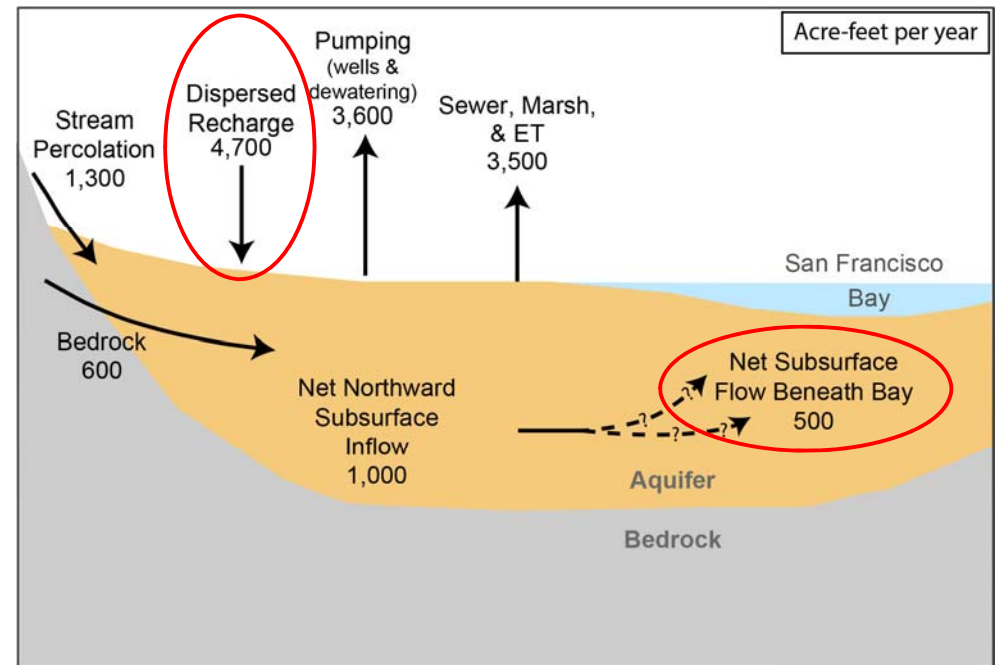 Acre-feet per year
Pumping
(wells &
dewatering)
3,600
Dispersed
Recharge
4,700
Sewer, Marsh,
& ET
3,500
Stream
Percolation
1,300
San Francisco
Bay
Bedrock
600
Net Northward
Subsurface
Inflow
1,000
Net Subsurface
Flow Beneath Bay
500
?
?
?
?
Aquifer
Bedrock